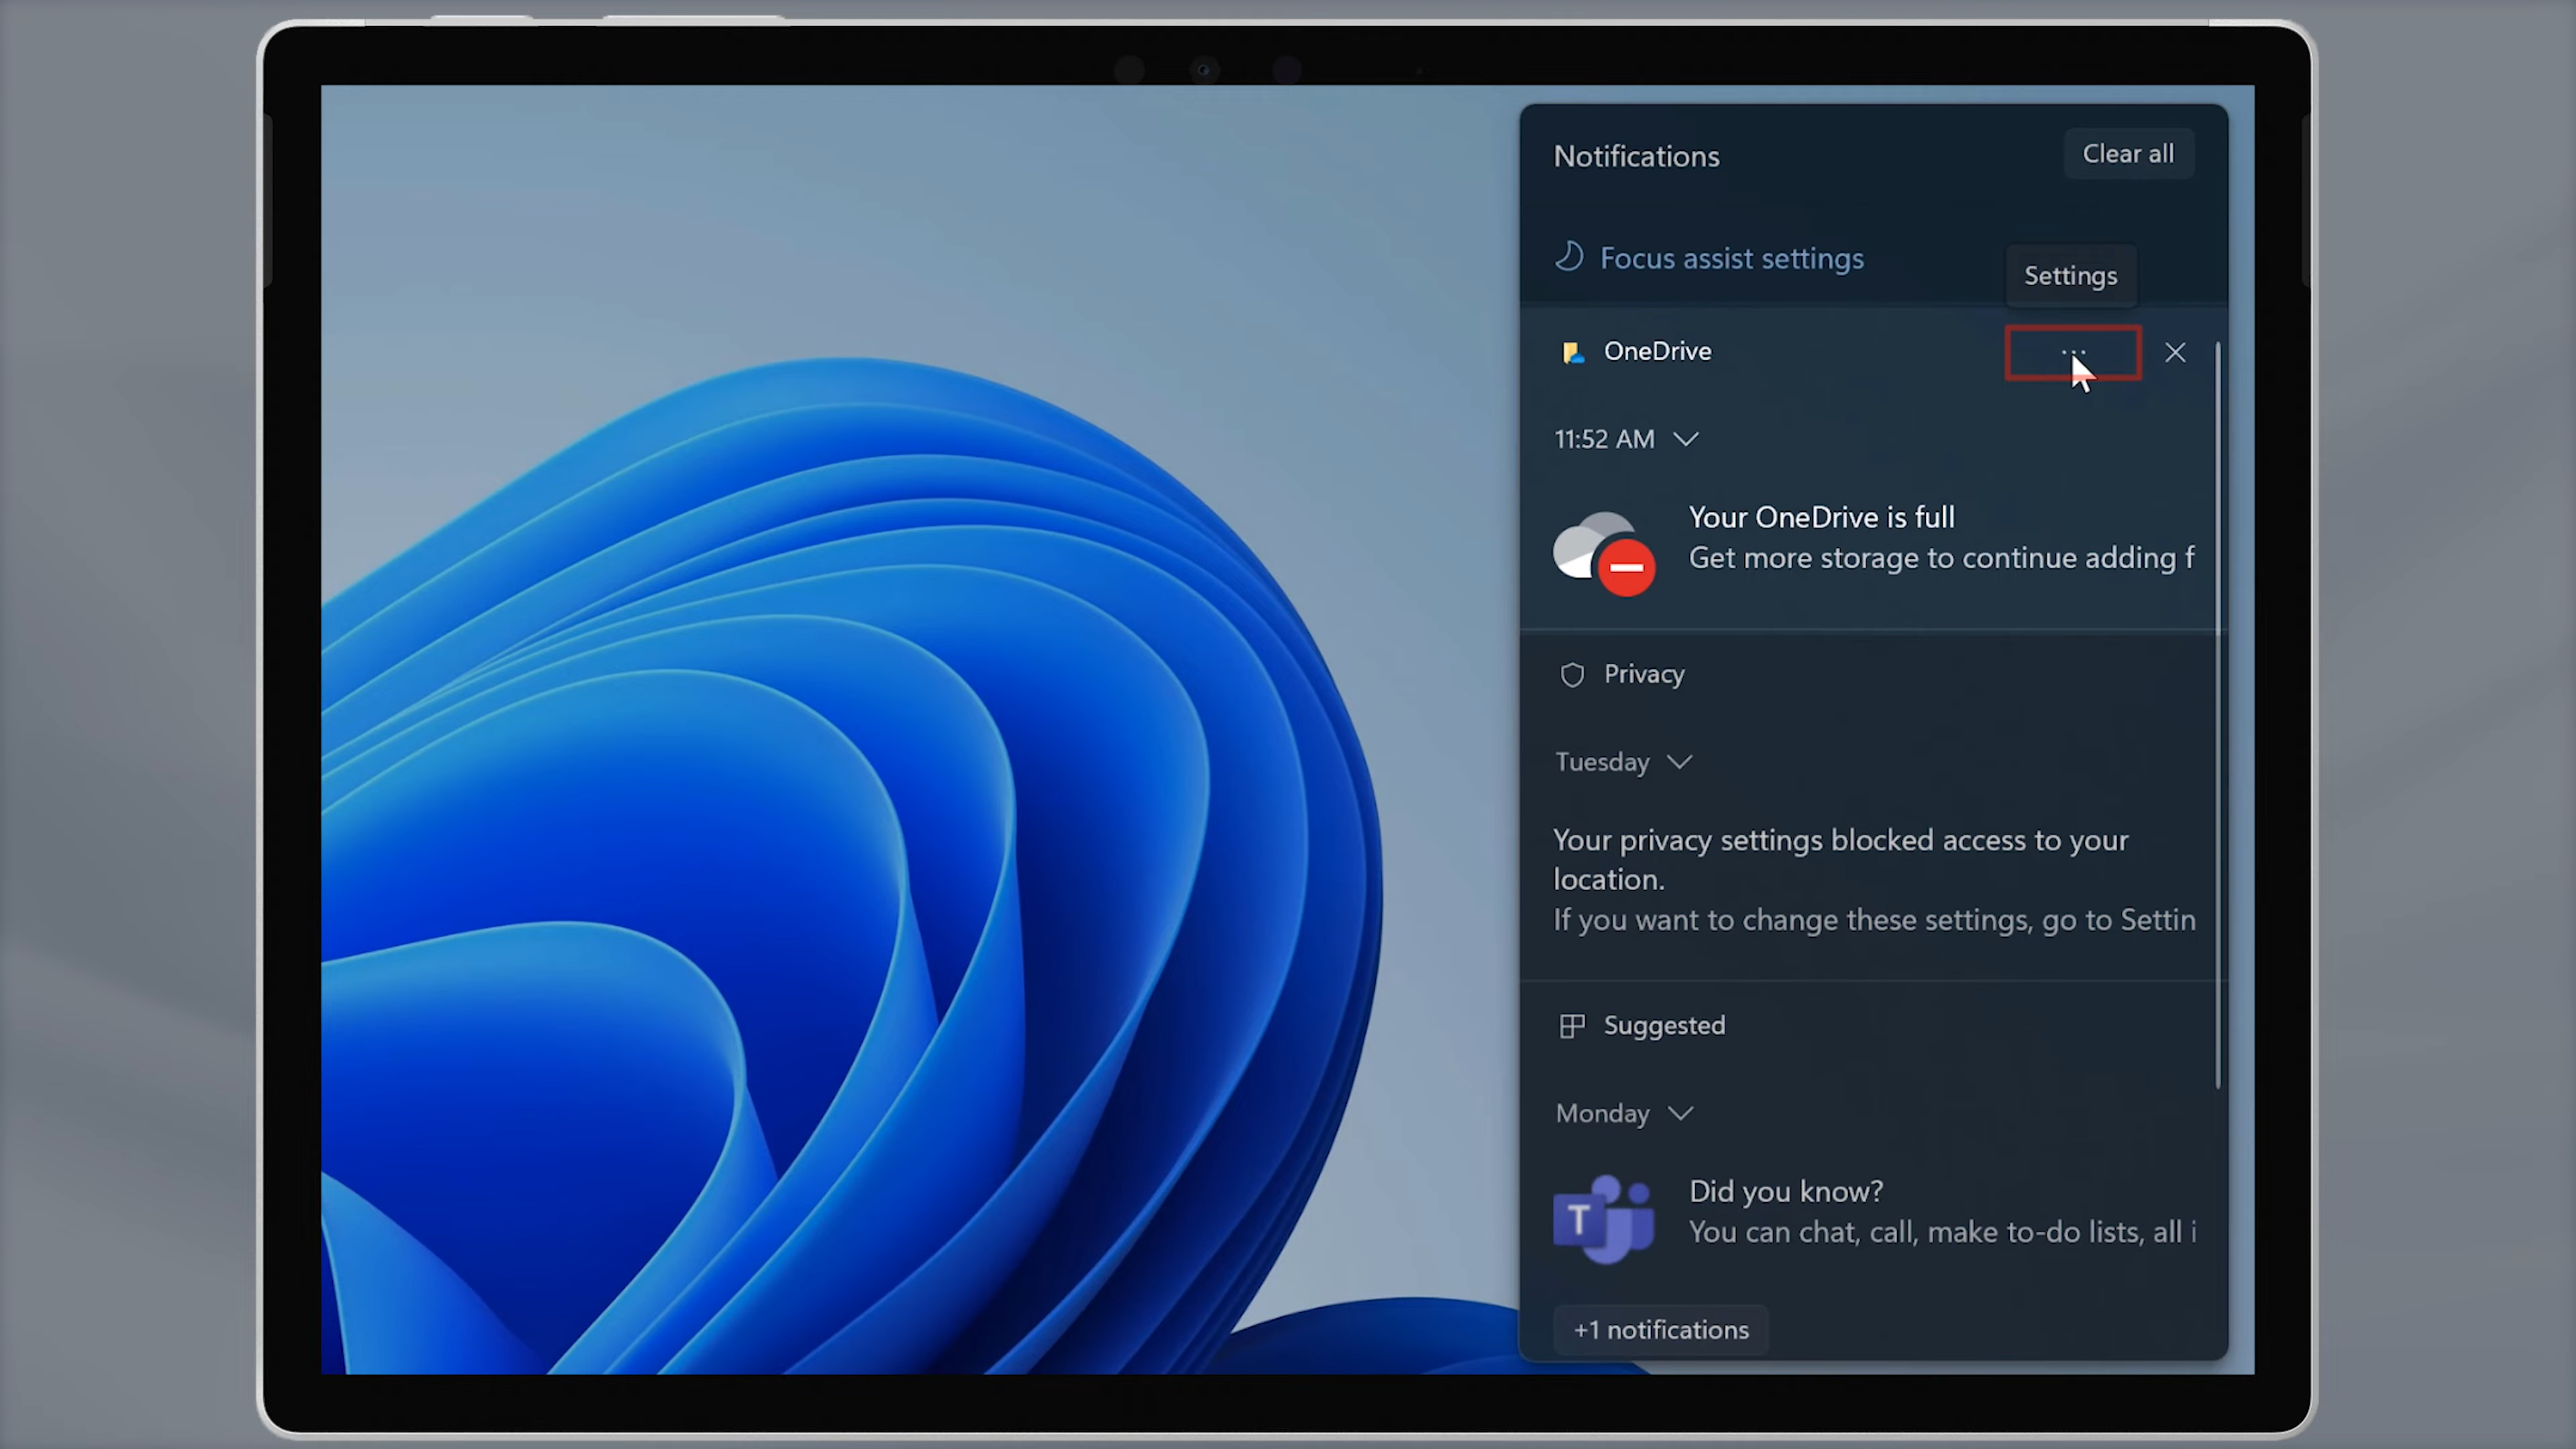 Notifications
Clear all
Focus assist settings
Settings
OneDrive
11:52 AM
Your OneDrive is full
Get more storage to continue adding f
Privacy
Tuesday
Your privacy settings blocked access to your
location.
If you want to change these settings, go to Settin
Suggested
Monday
T
Did you know?
You can chat, call, make to-do lists, all i
+1 notifications